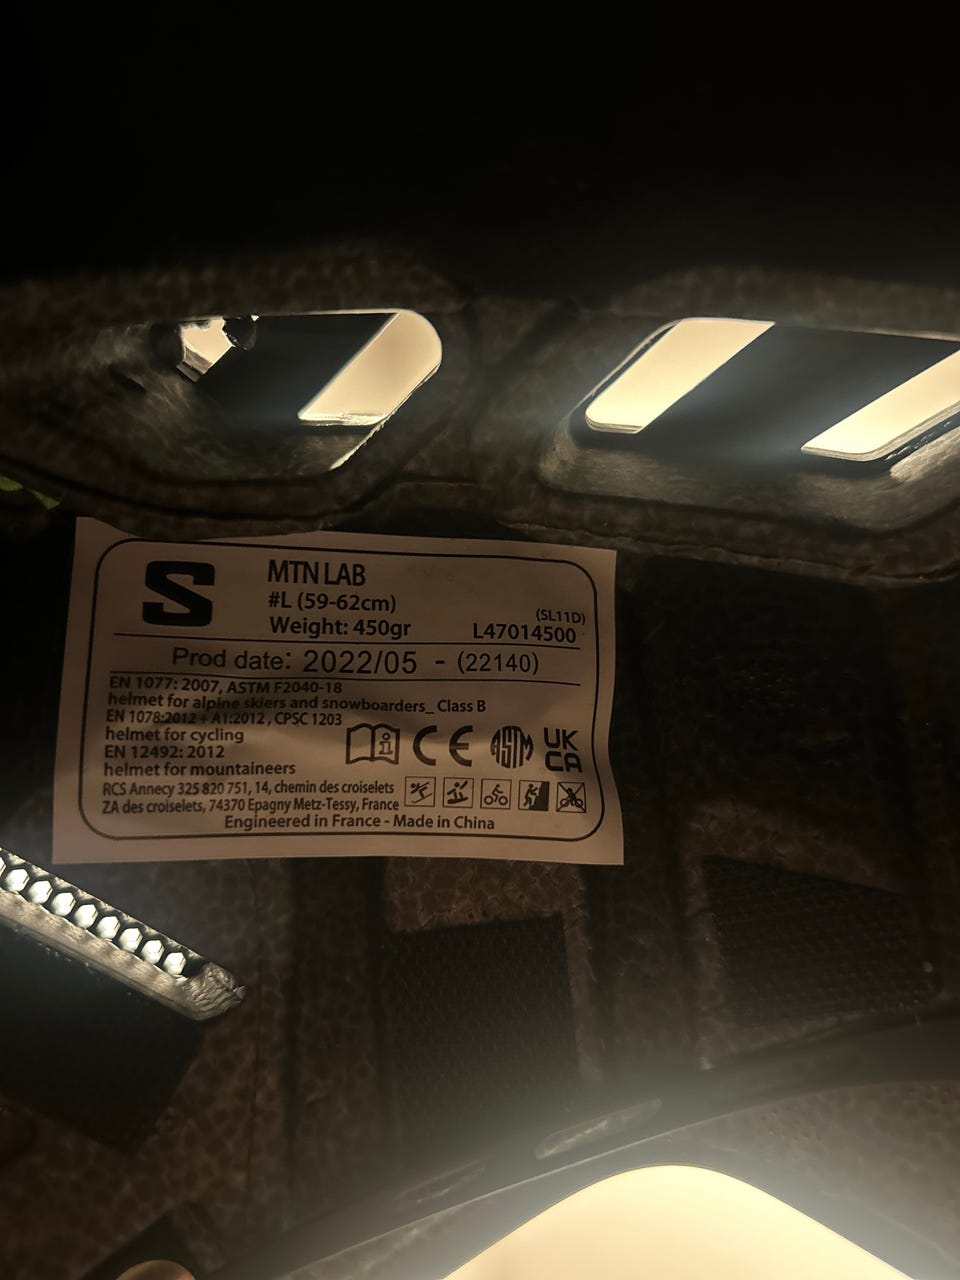 S
MTN LAB
#L (59-62cm)
(SL11D)
Weight: 450gr L47014500
Prod date: 2022/05 - (22140)
EN 1077: 2007, ASTM F2040-18
helmet for alpine skiers and snowboarders_ Class B
EN 1078:2012 + A1:2012 , CPSC 1203
helmet for cycling
EN 12492: 2012
helmet for mountaineers
i CE ASTM UK CA
RCS Annecy 325 820 751, 14, chemin des croiselets
ZA des croiselets, 74370 Epagny Metz-Tessy, France
Engineered in France - Made in China